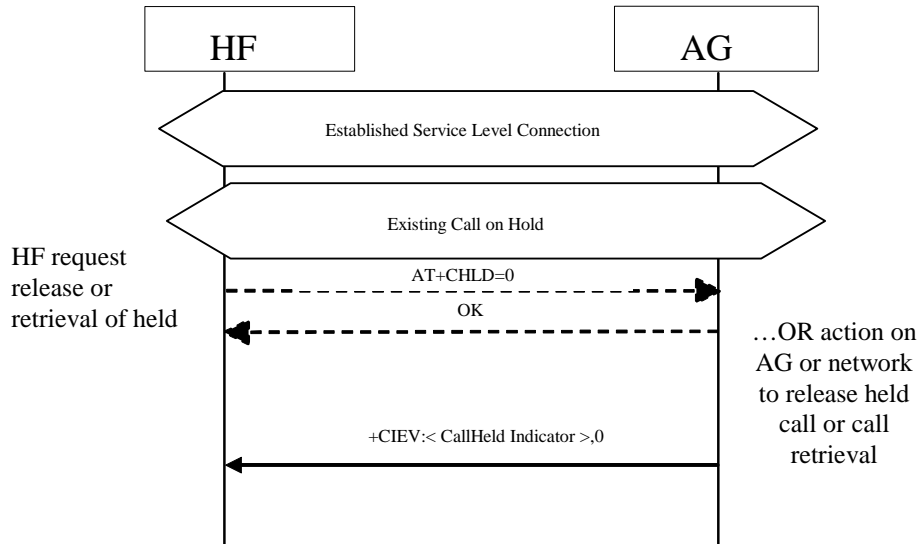 HF
AG
Established Service Level Connection
Existing Call on Hold
HF request
release or
retrieval of held
AT+CHLD=0
OK
…OR action on
AG or network
to release held
call or call
retrieval
+CIEV:< CallHeld Indicator >,0